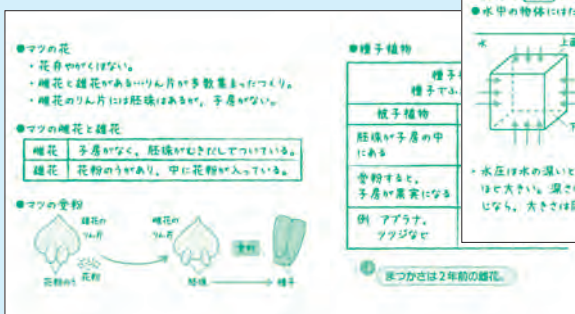 ●マツの花
・花弁やがくはない。
・雌花と雄花がある…りん片が多数集まったつくり。
・雌花のりん片には胚珠はあるが、子房がない。
●マツの雌花と雄花
雌花 子房がなく、胚珠がむきだしでついている。
雄花 花粉のうがあり、中に花粉が入っている。
●マツの受粉
雄花の
りん片
雌花の
りん片
受粉
花粉のう
花粉
胚珠
種子
●種子植物
種子
種子でふ
被子植物
胚珠が子房の中
にある
受粉すると、
子房が果実になる
例 アブラナ、
ツツジなど
まつかさは2年前の雌花。
●水中の物体には
水
上面
・水圧は水の深いと
ほど大きい。深さ
じなら、大きさは